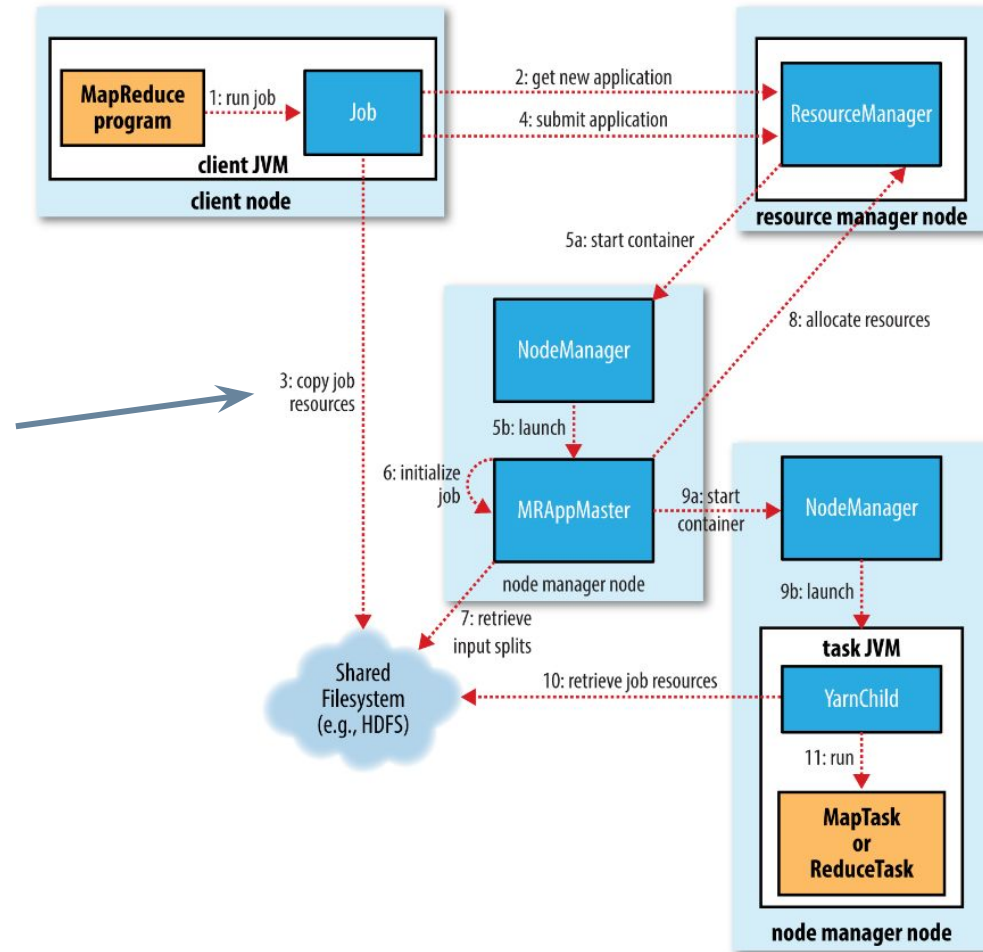 MapReduce
program
1: run job
Job
client JVM
client node
2: get new application
4: submit application
ResourceManager
resource manager node
3: copy job
resources
5a: start container
NodeManager
5b: launch
6: initialize
job
MRAppMaster
node manager node
8: allocate resources
7: retrieve
input splits
9a: start
container
NodeManager
9b: launch
task JVM
YarnChild
10: retrieve job resources
Shared
Filesystem
(e.g., HDFS)
11: run
MapTask
or
ReduceTask
node manager node